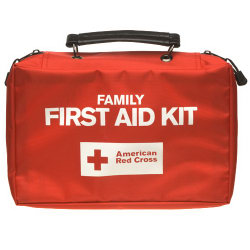 FAMILY
FIRST AID KIT
American
Red Cross